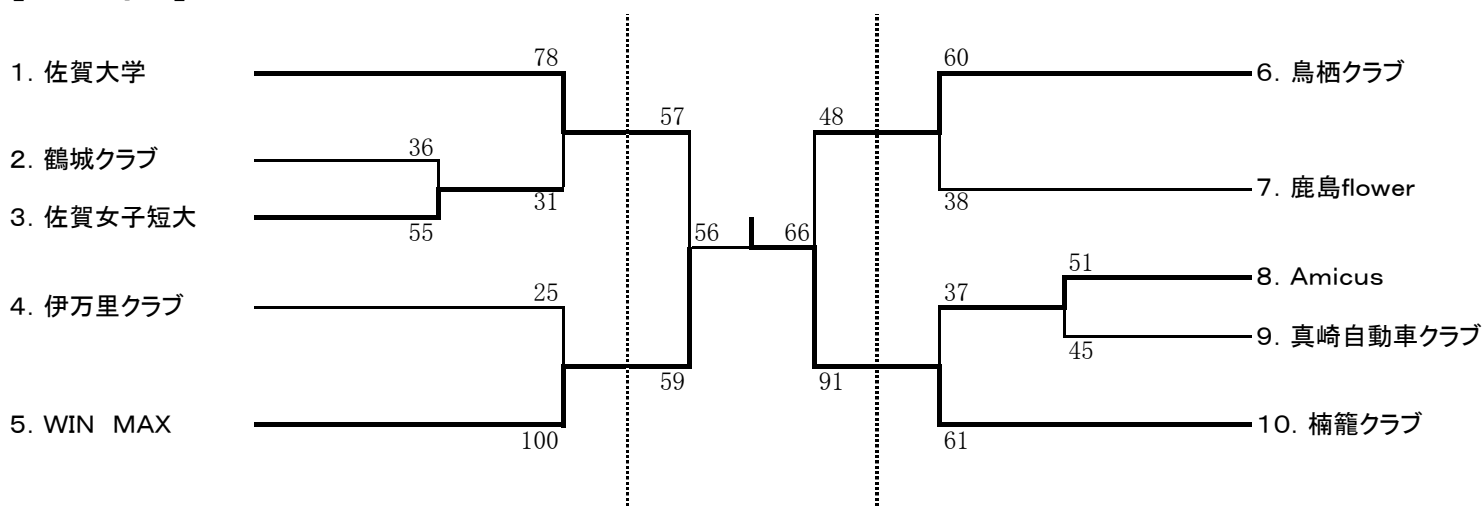 1. 佐賀大学
78
2. 鶴城クラブ
36
3. 佐賀女子短大
55
31
57
4. 伊万里クラブ
25
5. WIN MAX
100
59
56
66
48
91
60
6. 鳥栖クラブ
38
7. 鹿島flower
51
8. Amicus
37
45
9. 真崎自動車クラブ
61
10. 楠籠クラブ